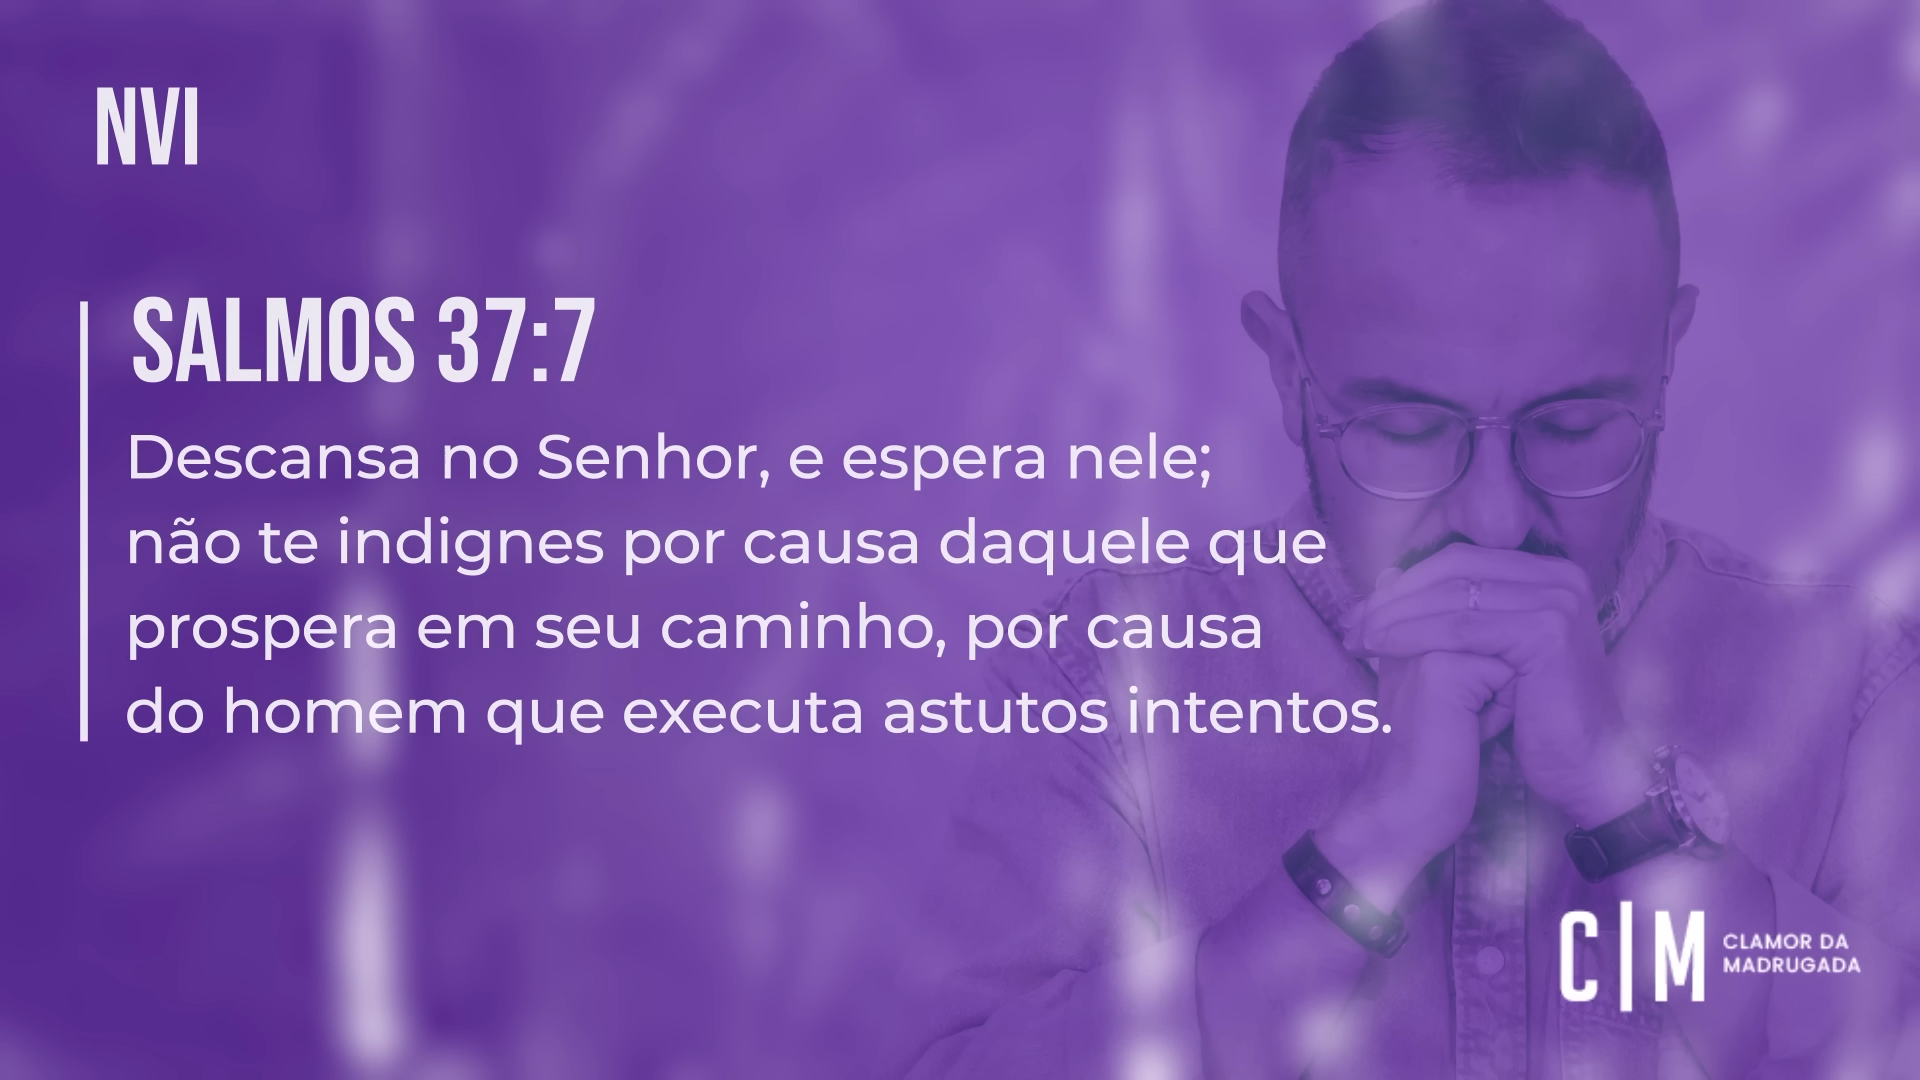 NVI
SALMOS 37:7
Descansa no Senhor, e espera nele;
não te indignes por causa daquele que
prospera em seu caminho, por causa
do homem que executa astutos intentos.
C|M CLAMOR DA
MADRUGADA